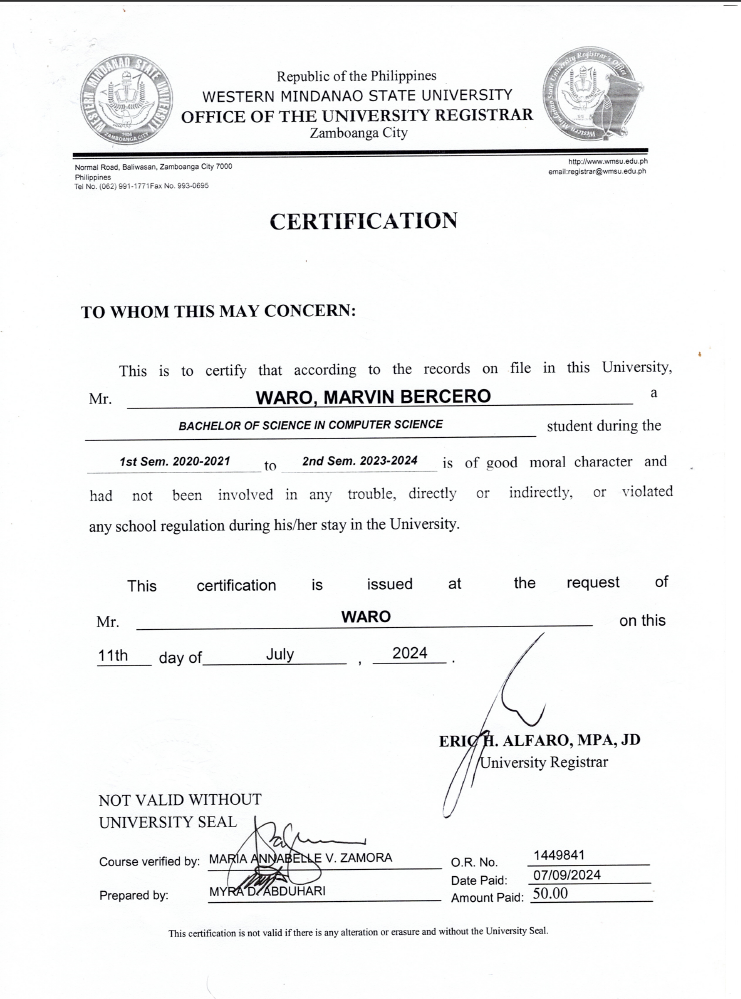 Republic of the Philippines
WESTERN MINDANAO STATE UNIVERSITY
OFFICE OF THE UNIVERSITY REGISTRAR
Zamboanga City
Normal Road, Baliwasan, Zamboanga City 7000
Philippines
Tel No. (062) 991-1771Fax No. 993-0695
http://www.wmsu.edu.ph
email:registrar@wmsu.edu.ph
CERTIFICATION
TO WHOM THIS MAY CONCERN:
This is to certify that according to the records on file in this University,
Mr. WARO, MARVIN BERCERO a
BACHELOR OF SCIENCE IN COMPUTER SCIENCE student during the
1st Sem. 2020-2021 to 2nd Sem. 2023-2024 is of good moral character and
had not been involved in any trouble, directly or indirectly, or violated
any school regulation during his/her stay in the University.
This certification is issued at the request of
Mr. WARO on this
11th day of July , 2024 .
ERIC H. ALFARO, MPA, JD
University Registrar
NOT VALID WITHOUT
UNIVERSITY SEAL
Course verified by: MARIA ANNABELLE V. ZAMORA
Prepared by: MYRA D. ABDUHARI
O.R. No. 1449841
Date Paid: 07/09/2024
Amount Paid: 50.00
This certification is not valid if there is any alteration or erasure and without the University Seal.